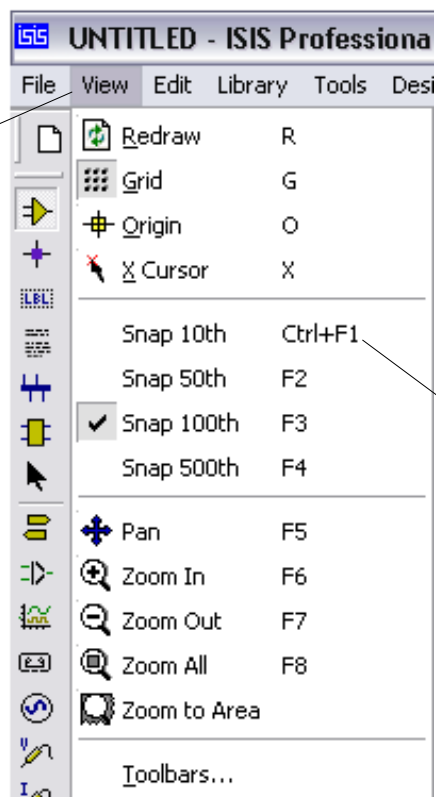 isis UNTITLED - ISIS Professiona
File View Edit Library Tools Desi
Redraw R
Grid G
Origin O
X Cursor X
LBL
Snap 10th Ctrl+F1
Snap 50th F2
Snap 100th F3
Snap 500th F4
Pan F5
Zoom In F6
Zoom Out F7
Zoom All F8
Zoom to Area
V
Toolbars...
I